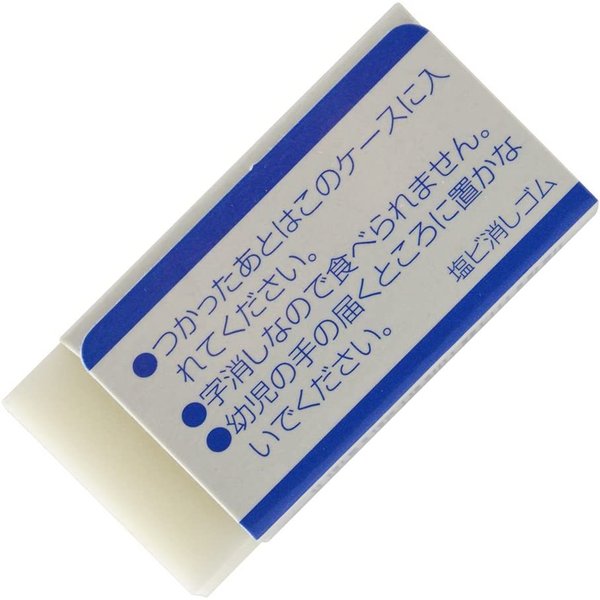 ●つかったあとはこのケースに入
れてください。
●字消しなので食べられません。
●幼児の手の届くところに置かな
いでください。
塩ビ消しゴム